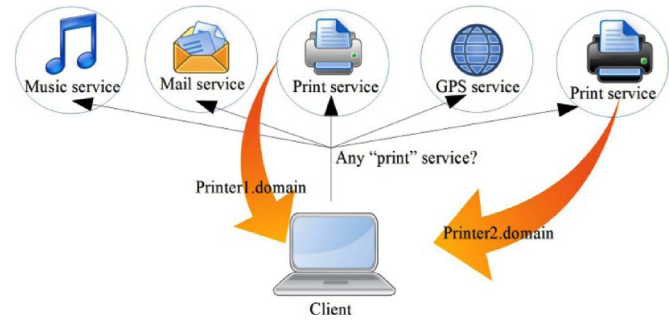 Music service
Mail service
Print service
GPS service
Print service
Any “print” service?
Printer1.domain
Printer2.domain
Client